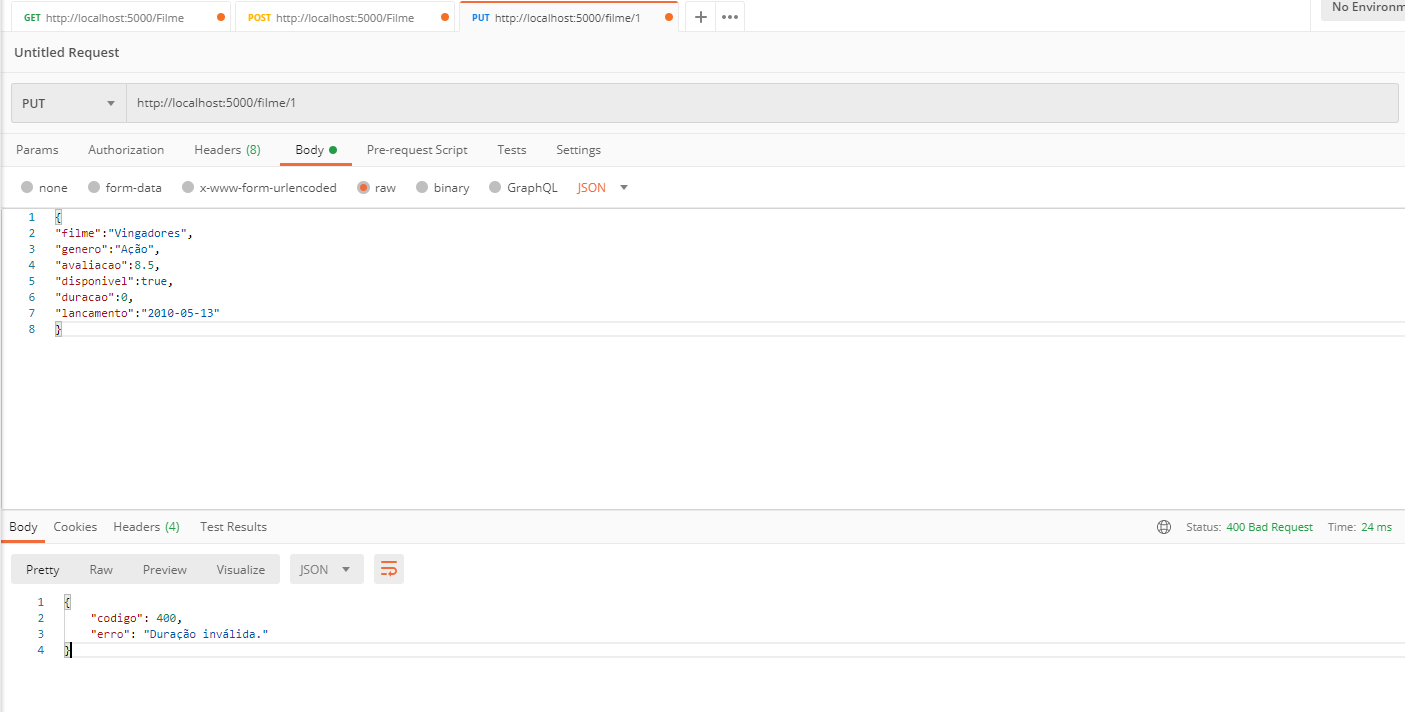 GET http://localhost:5000/Filme POST http://localhost:5000/Filme PUT http://localhost:5000/filme/1 + ••• No Environm
Untitled Request
PUT http://localhost:5000/filme/1
Params Authorization Headers (8) Body Pre-request Script Tests Settings
none form-data x-www-form-urlencoded raw binary GraphQL JSON
1 {
2 "filme":"Vingadores",
3 "genero":"Ação",
4 "avaliacao":8.5,
5 "disponivel":true,
6 "duracao":0,
7 "lancamento":"2010-05-13"
8 }
Body Cookies Headers (4) Test Results Status: 400 Bad Request Time: 24 ms
Pretty Raw Preview Visualize JSON
1 {
2 "codigo": 400,
3 "erro": "Duração inválida."
4 }